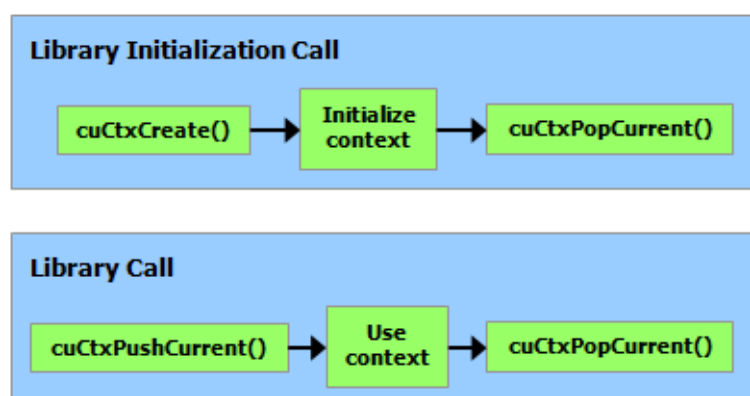 Library Initialization Call
cuCtxCreate()
Initialize
context
cuCtxPopCurrent()
Library Call
cuCtxPushCurrent()
Use
context
cuCtxPopCurrent()